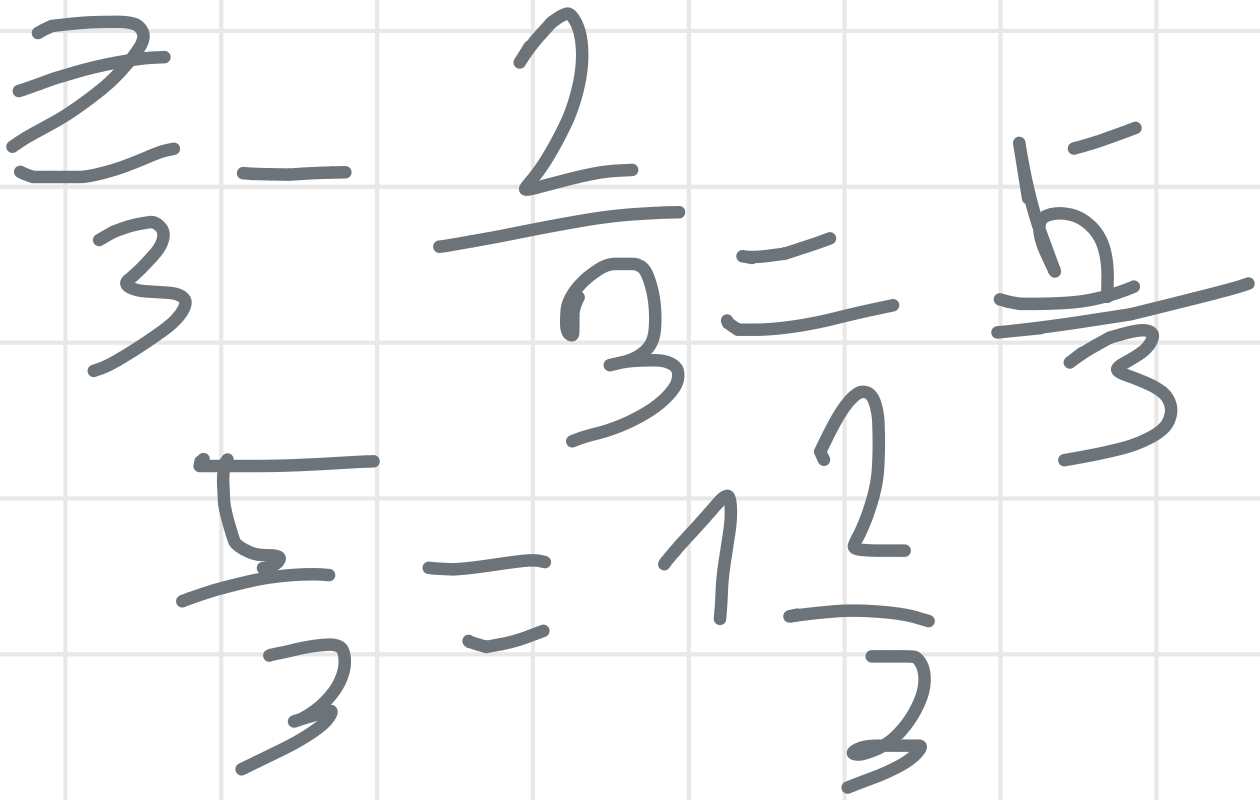 7/3 - 2/3 = 5/3
5/3 = 1 2/3